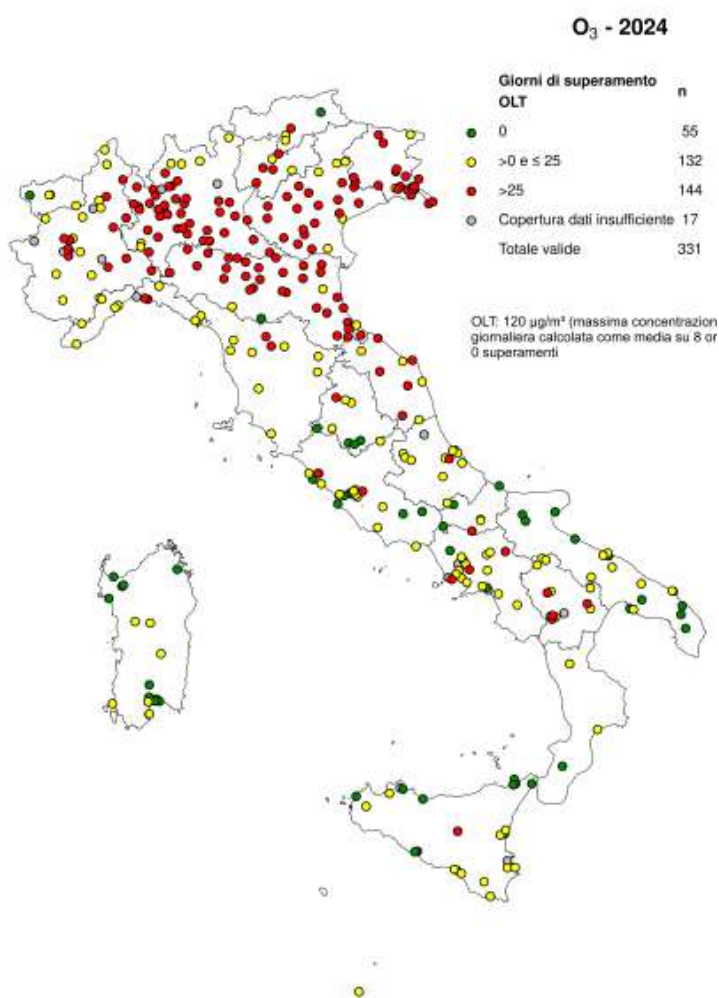 O₃ - 2024
Giorni di superamento
OLT n
0 55
>0 e ≤ 25 132
>25 144
Copertura dati insufficiente 17
Totale valide 331
OLT: 120 µg/m³ (massima concentrazion
giornaliera calcolata come media su 8 or
0 superamenti